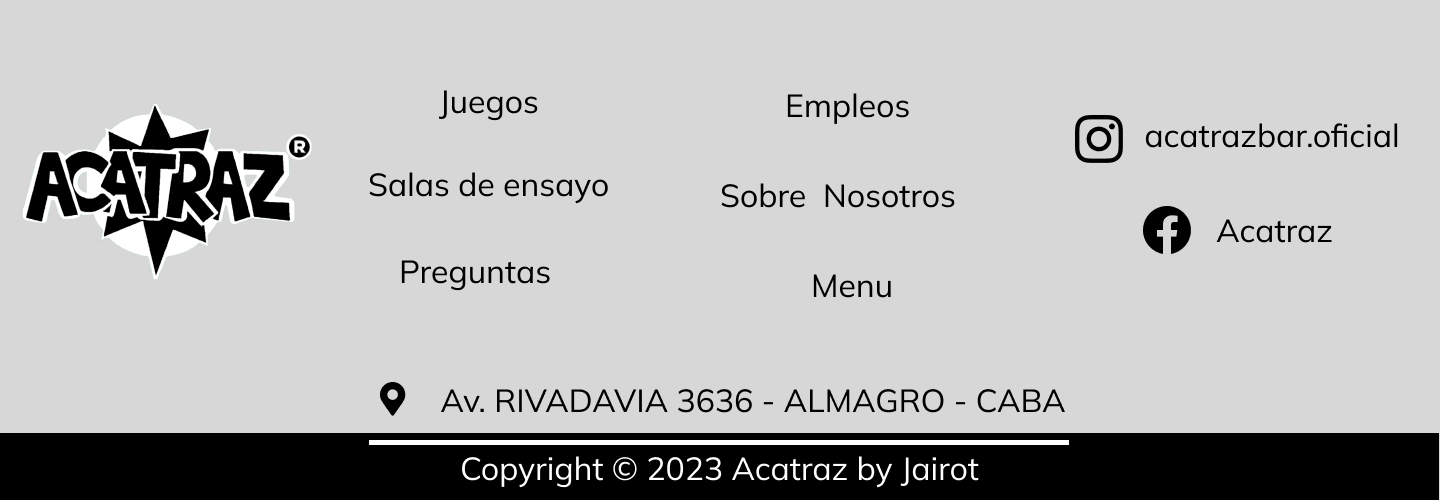 ACATRAZ®
Juegos
Salas de ensayo
Preguntas
Empleos
Sobre  Nosotros
Menu
acatrazbar.oficial
Acatraz
Av. RIVADAVIA 3636 - ALMAGRO - CABA
Copyright © 2023 Acatraz by Jairot